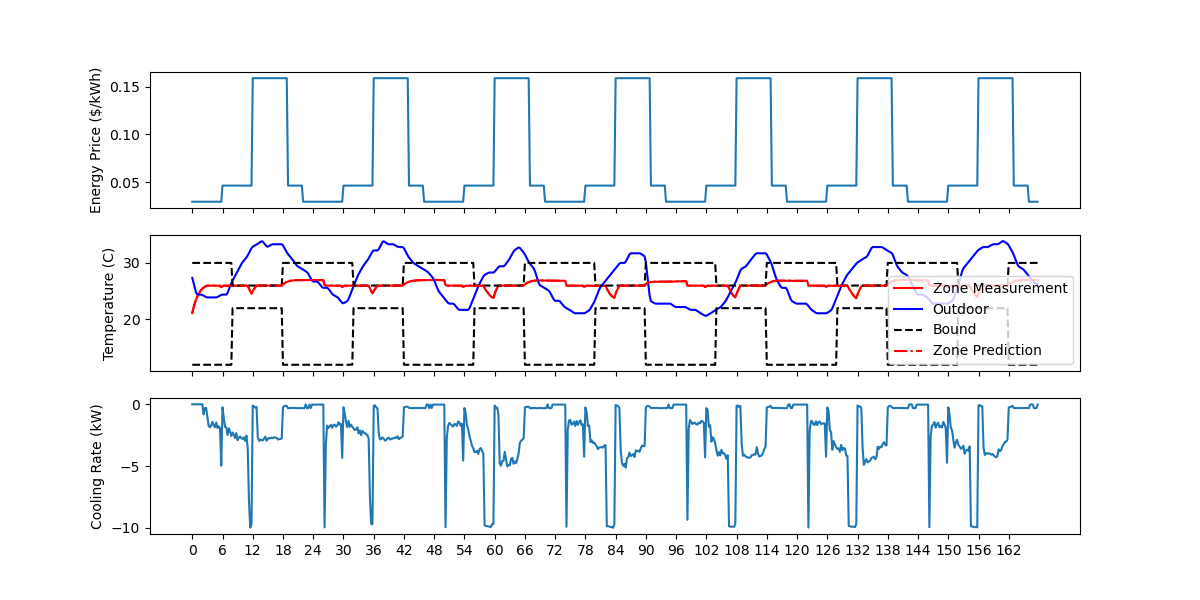 Energy Price ($/kWh)
0.15
0.10
0.05
Temperature (C)
30
20
Zone Measurement
Outdoor
Bound
Zone Prediction
Cooling Rate (kW)
0
−5
−10
0 6 12 18 24 30 36 42 48 54 60 66 72 78 84 90 96 102 108 114 120 126 132 138 144 150 156 162